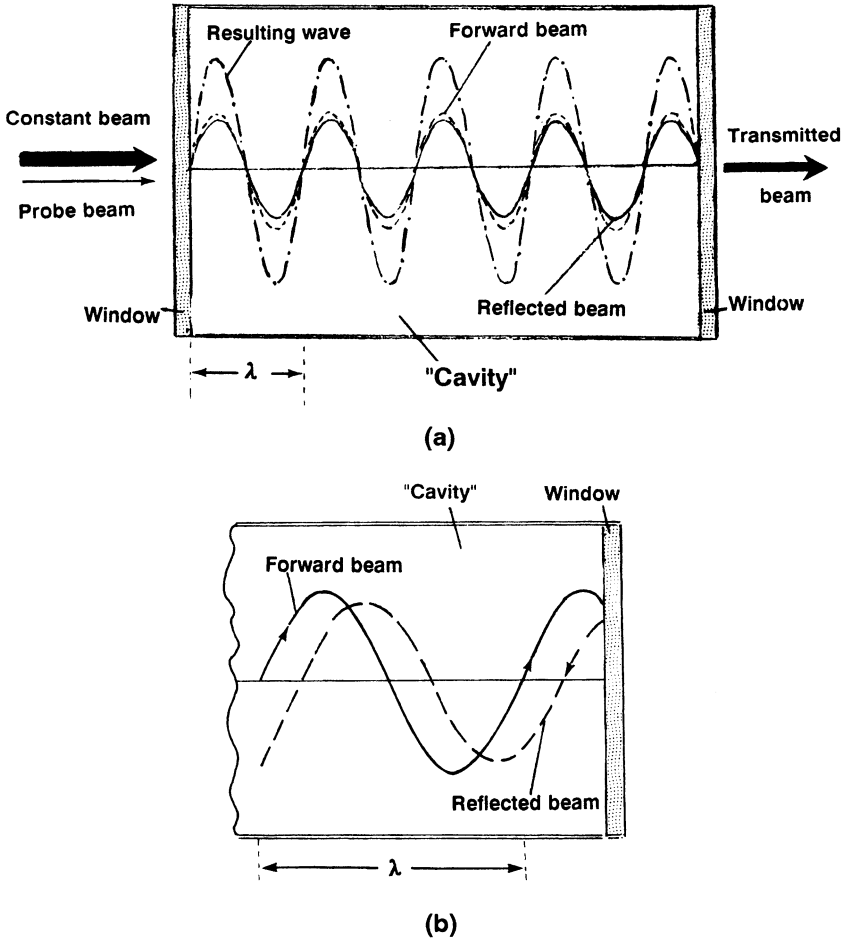 Resulting wave
Forward beam
Constant beam
Probe beam
Transmitted
beam
Reflected beam
Window
Window
λ
"Cavity"
(a)
"Cavity"
Window
Forward beam
Reflected beam
λ
(b)